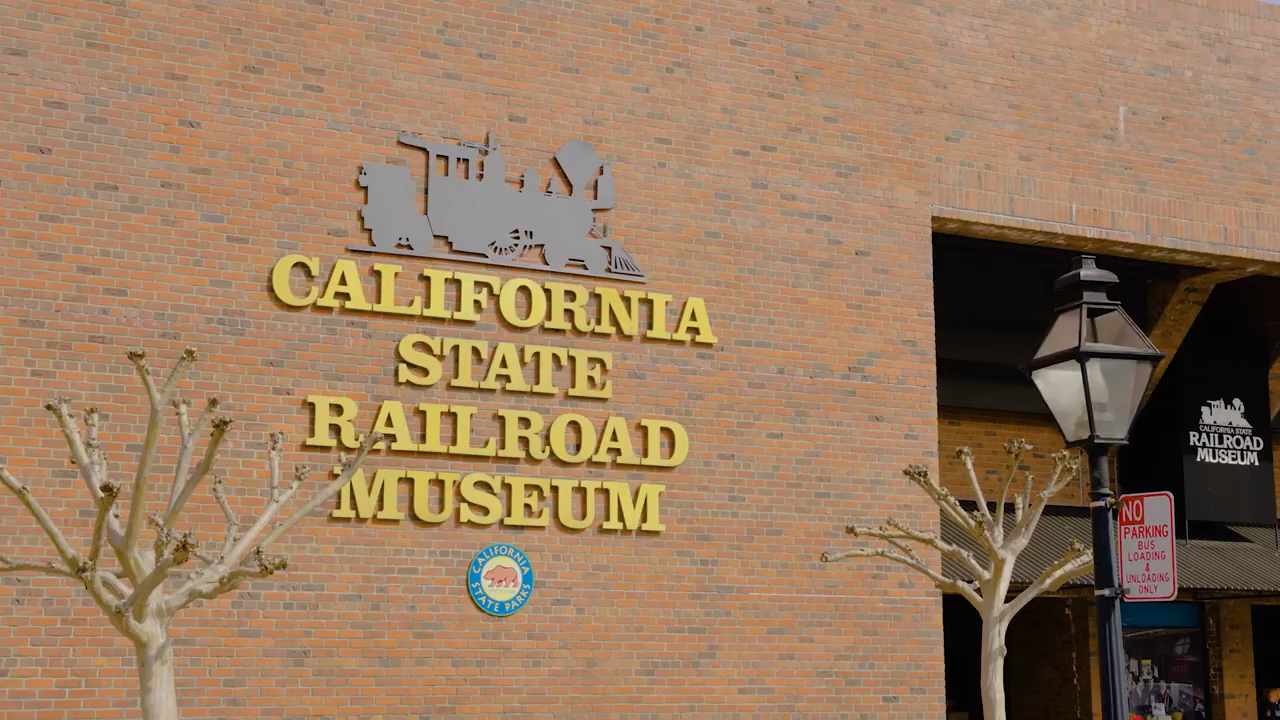 CALIFORNIA
STATE
RAILROAD
MUSEUM
CALIFORNIA
STATE PARKS
CALIFORNIA STATE
RAILROAD
MUSEUM
NO
PARKING
BUS
LOADING
&
UNLOADING
ONLY